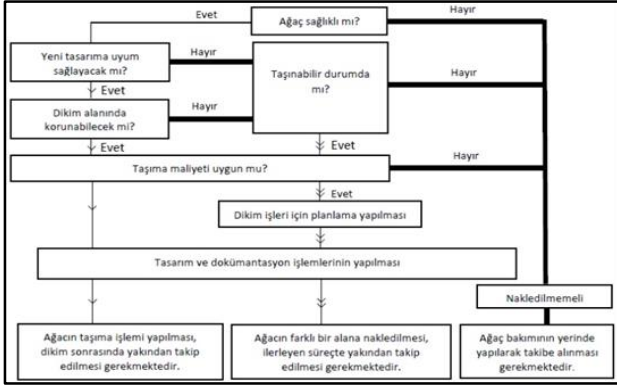 Evet
Ağaç sağlıklı mı?
Hayır
Yeni tasarıma uyum
sağlayacak mı?
Hayır
Taşınabilir durumda
mı?
Hayır
Evet
Dikim alanında
korunabilecek mi?
Hayır
Evet
Evet
Taşıma maliyeti uygun mu?
Hayır
Evet
Dikim işleri için planlama yapılması
Tasarım ve dokümantasyon işlemlerinin yapılması
Nakledilmemeli
Ağacın taşıma işlemi yapılması,
dikim sonrasında yakından takip
edilmesi gerekmektedir.
Ağacın farklı bir alana nakledilmesi,
ilerleyen süreçte yakından takip
edilmesi gerekmektedir.
Ağaç bakımının yerinde
yapılarak takibe alınması
gerekmektedir.